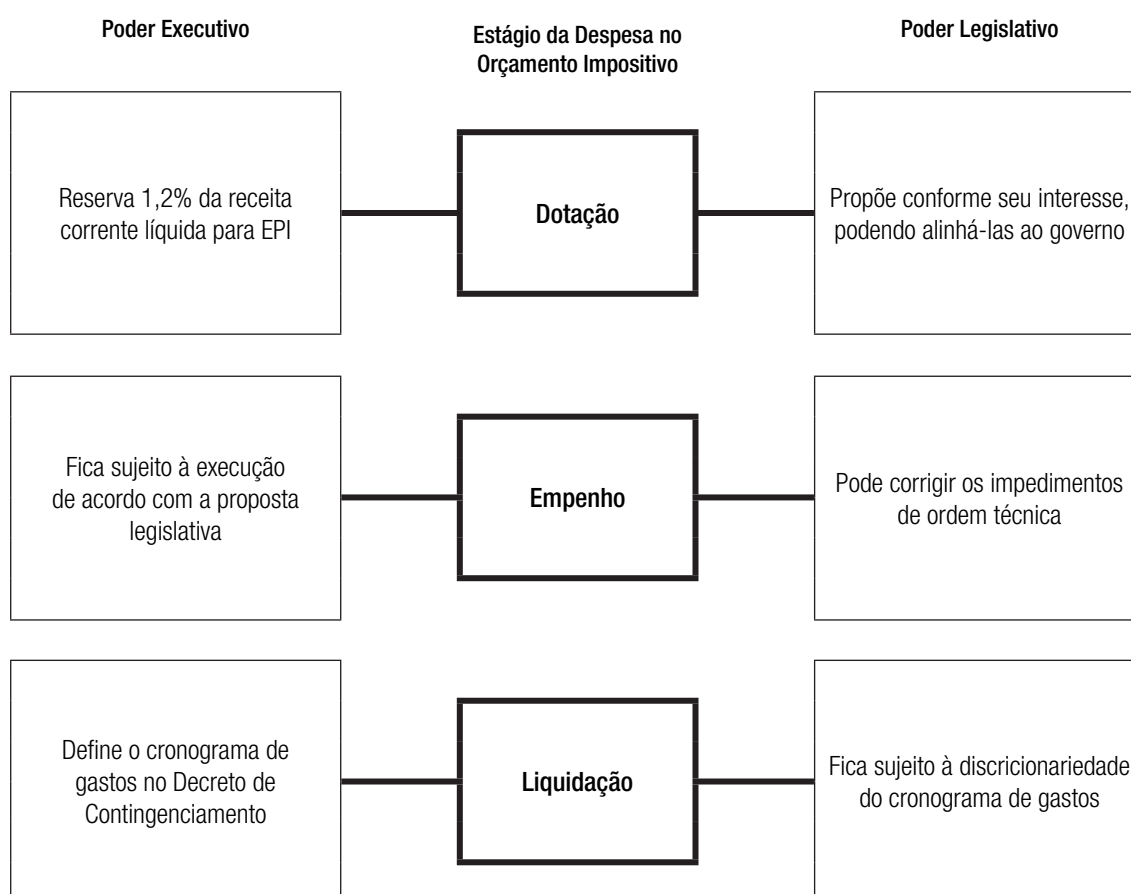 Poder Executivo
Estágio da Despesa no
Orçamento Impositivo
Poder Legislativo
Reserva 1,2% da receita
corrente líquida para EPI
Dotação
Propõe conforme seu interesse,
podendo alinhá-las ao governo
Fica sujeito à execução
de acordo com a proposta
legislativa
Empenho
Pode corrigir os impedimentos
de ordem técnica
Define o cronograma de
gastos no Decreto de
Contingenciamento
Liquidação
Fica sujeito à discricionariedade
do cronograma de gastos